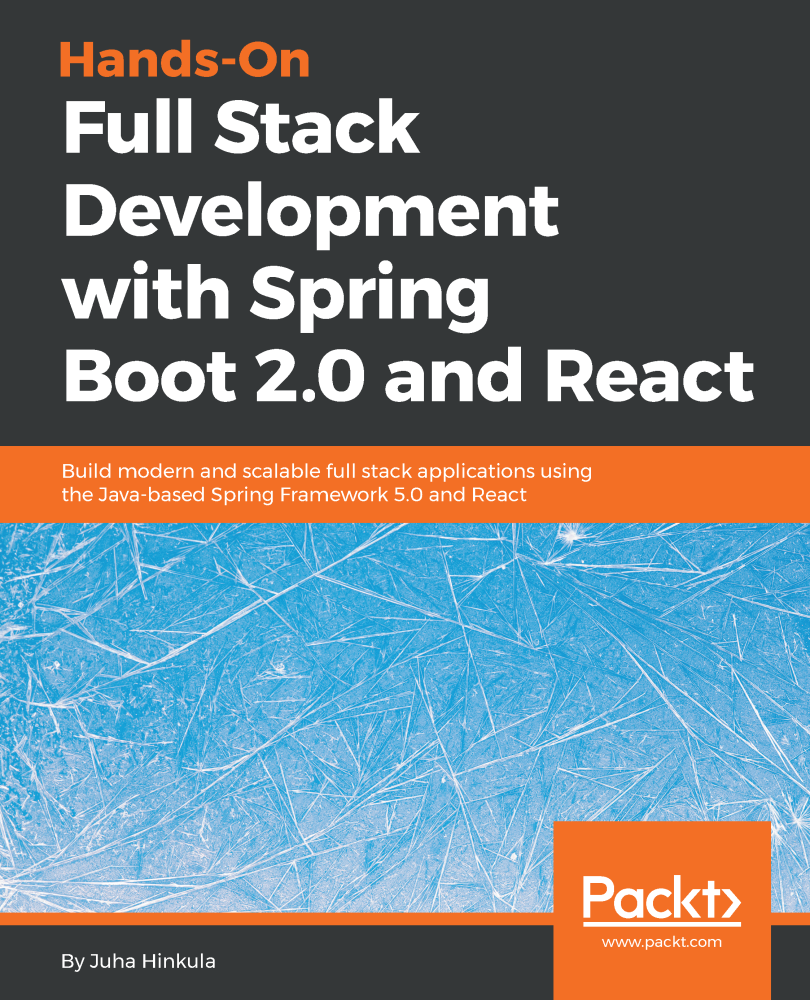 Hands-On
Full Stack
Development
with Spring
Boot 2.0 and React
Build modern and scalable full stack applications using
the Java-based Spring Framework 5.0 and React
Packt>
www.packt.com
By Juha Hinkula